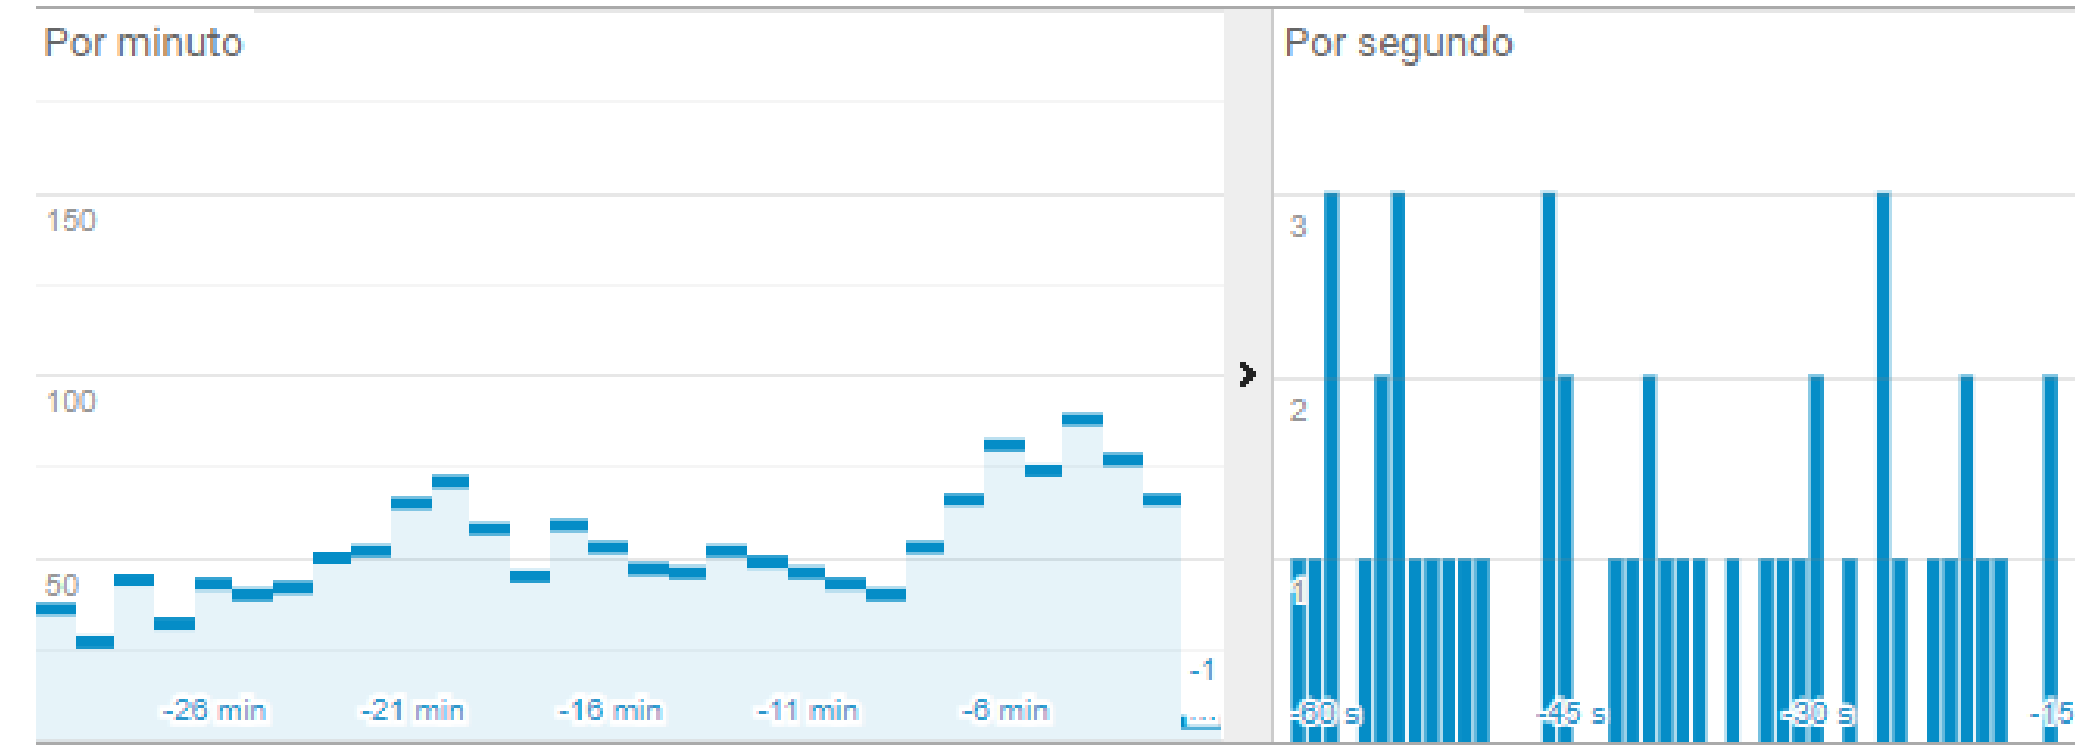 Por minuto
150
100
50
-26 min
-21 min
-16 min
-11 min
-6 min
-1
...
Por segundo
3
2
1
-60 s
-45 s
-30 s
-15